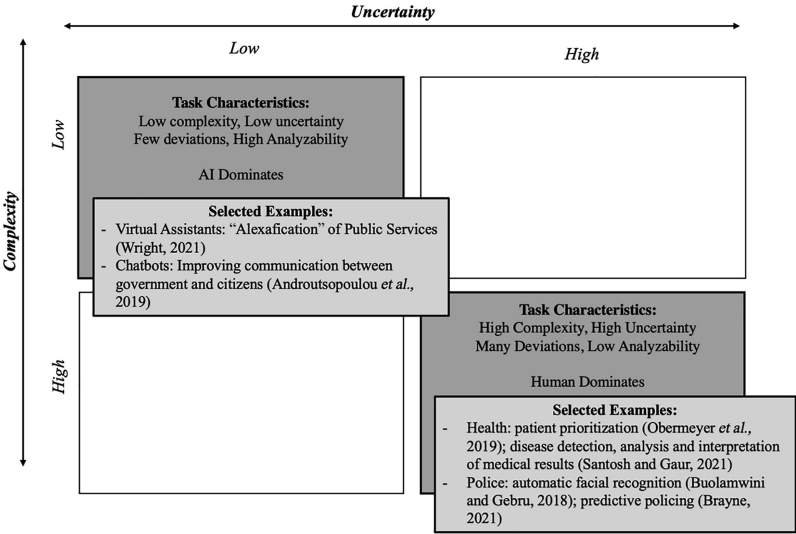 Uncertainty
Low
High
Complexity
Low
Task Characteristics:
Low complexity, Low uncertainty
Few deviations, High Analyzability
AI Dominates
Selected Examples:
- Virtual Assistants: “Alexafication” of Public Services
(Wright, 2021)
- Chatbots: Improving communication between
government and citizens (Androutsopoulou et al.,
2019)
High
Task Characteristics:
High Complexity, High Uncertainty
Many Deviations, Low Analyzability
Human Dominates
Selected Examples:
- Health: patient prioritization (Obermeyer et al.,
2019); disease detection, analysis and interpretation
of medical results (Santosh and Gaur, 2021)
- Police: automatic facial recognition (Buolamwini
and Gebru, 2018); predictive policing (Brayne,
2021)